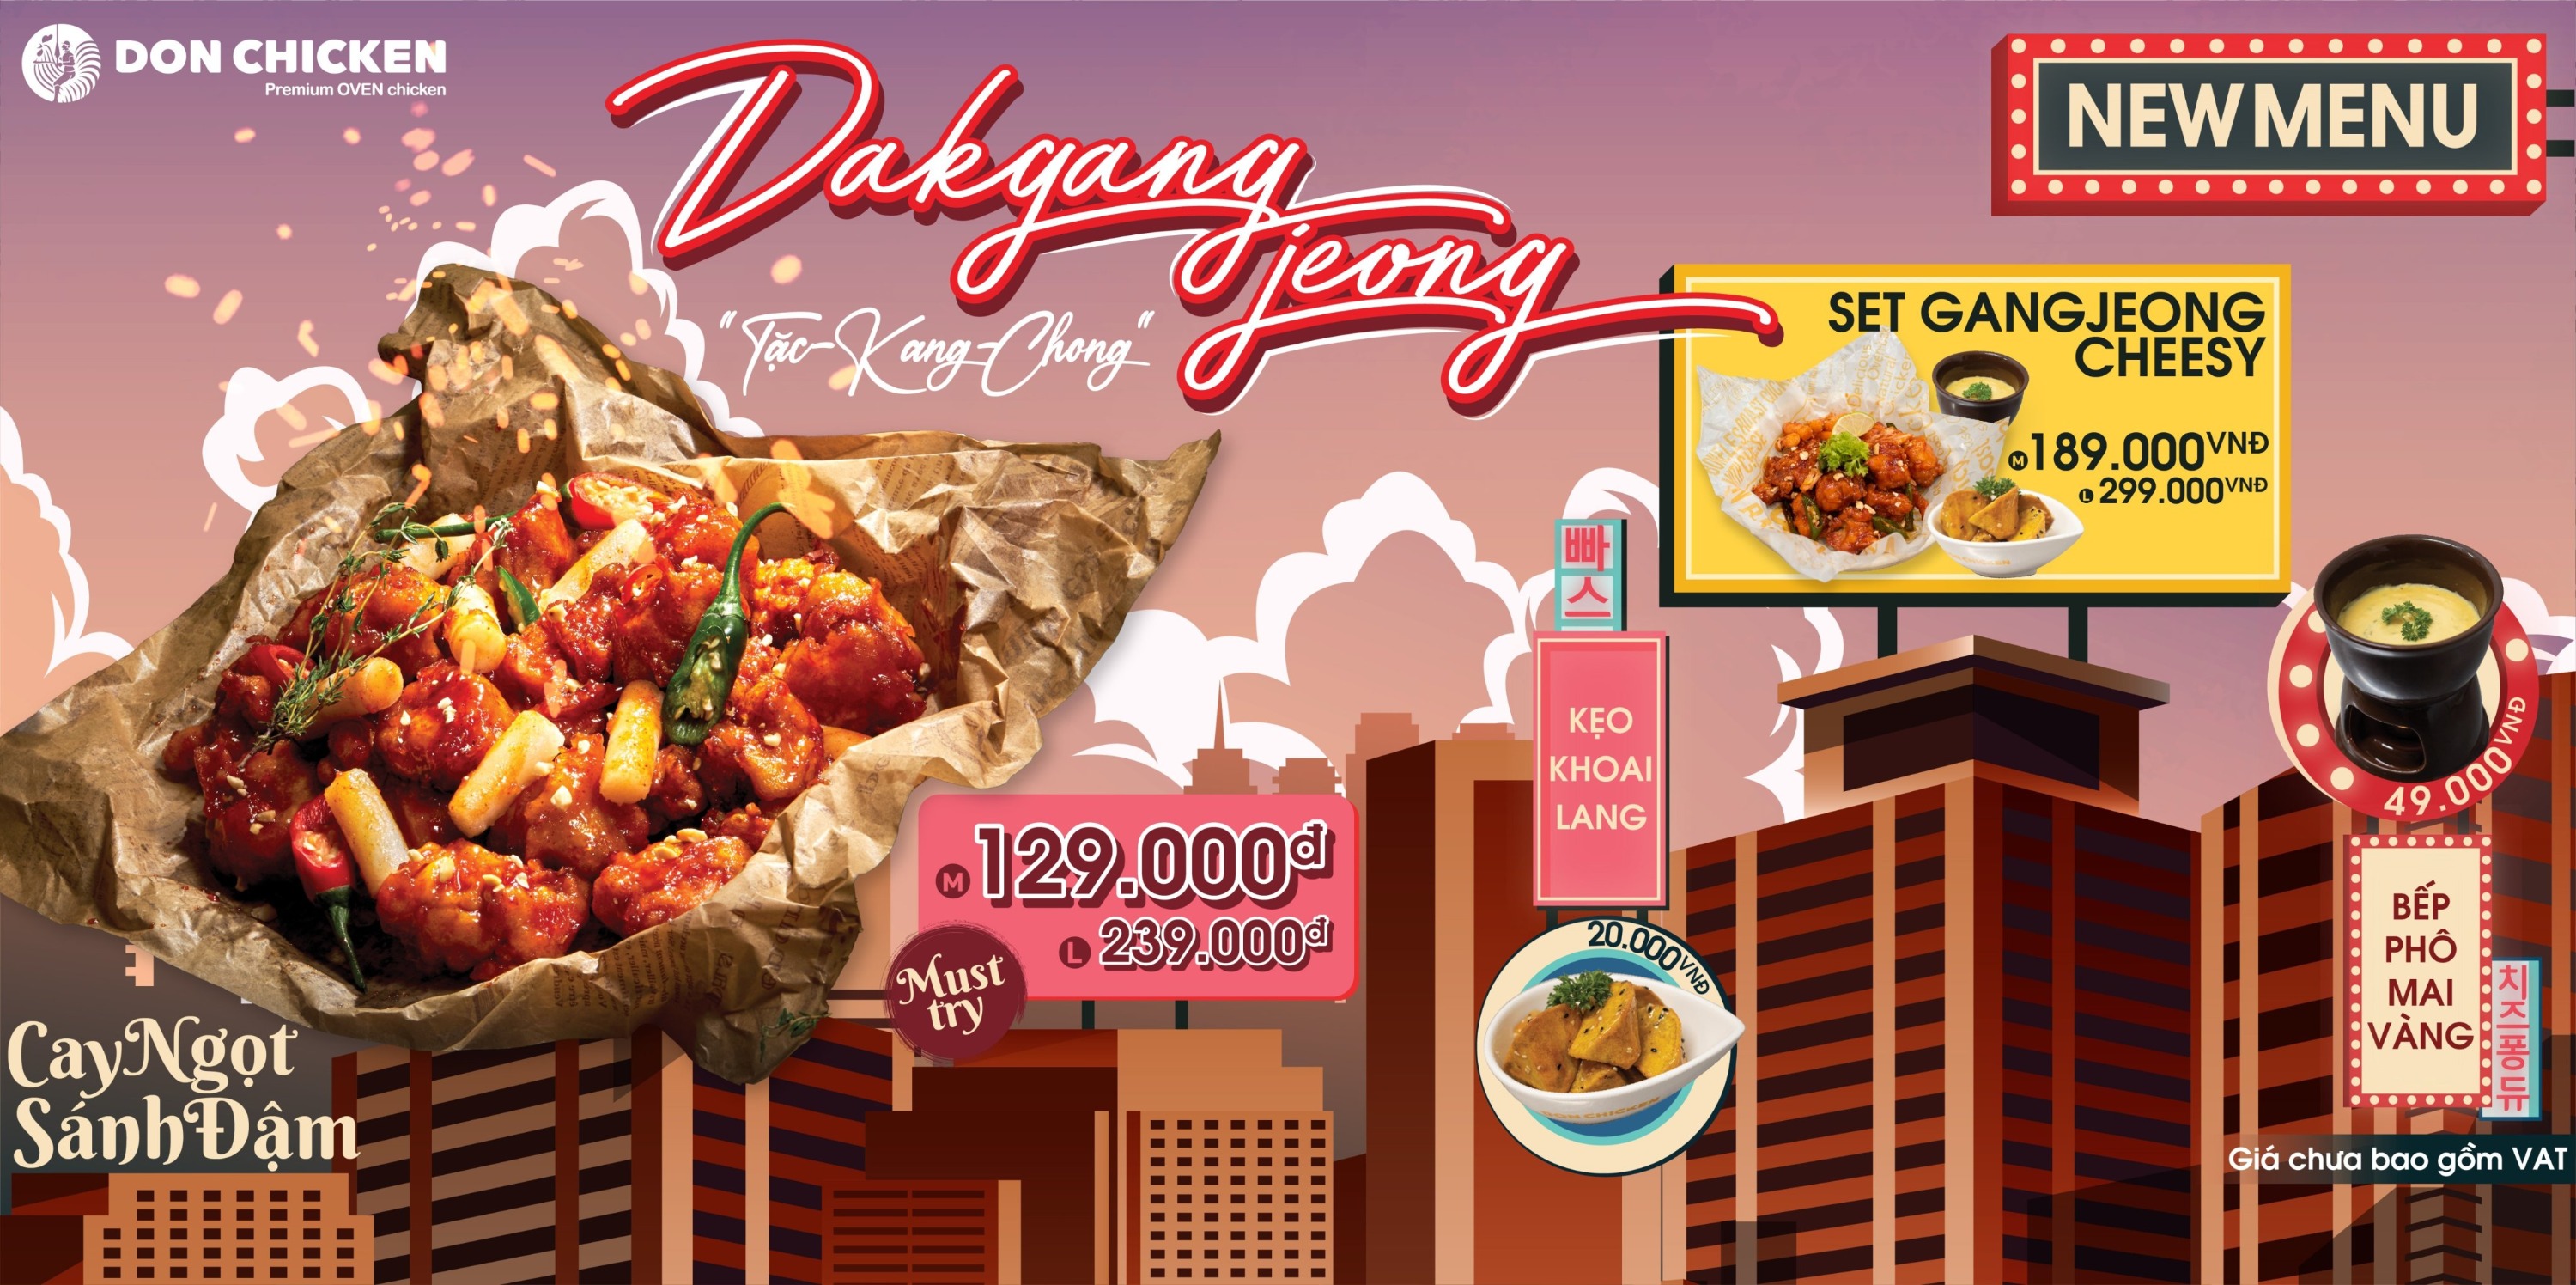 DON CHICKEN
Premium OVEN chicken
Dakgang
jeong
"Tặc-Kang-Chong"
NEW MENU
SET GANGJEONG
CHEESY
M 189.000VNĐ
L 299.000VNĐ
빠스
KẸO
KHOAI
LANG
20.000VNĐ
DON CHICKEN
M 129.000đ
L 239.000đ
Must
try
Cay Ngọt
Sánh Đậm
49.000VNĐ
BẾP
PHÔ
MAI
VÀNG
치즈퐁듀
Giá chưa bao gồm VAT